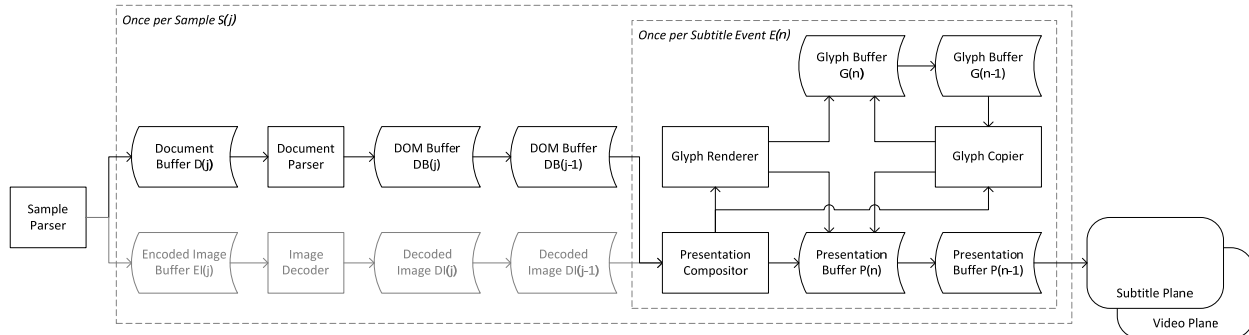 Once per Sample S(j)
Once per Subtitle Event E(n)
Glyph Buffer
G(n)
Glyph Buffer
G(n-1)
Document
Buffer D(j)
Document
Parser
DOM Buffer
DB(j)
DOM Buffer
DB(j-1)
Glyph Renderer
Glyph Copier
Sample
Parser
Encoded Image
Buffer EI(j)
Image
Decoder
Decoded
Image DI(j)
Decoded
Image DI(j-1)
Presentation
Compositor
Presentation
Buffer P(n)
Presentation
Buffer P(n-1)
Subtitle Plane
Video Plane